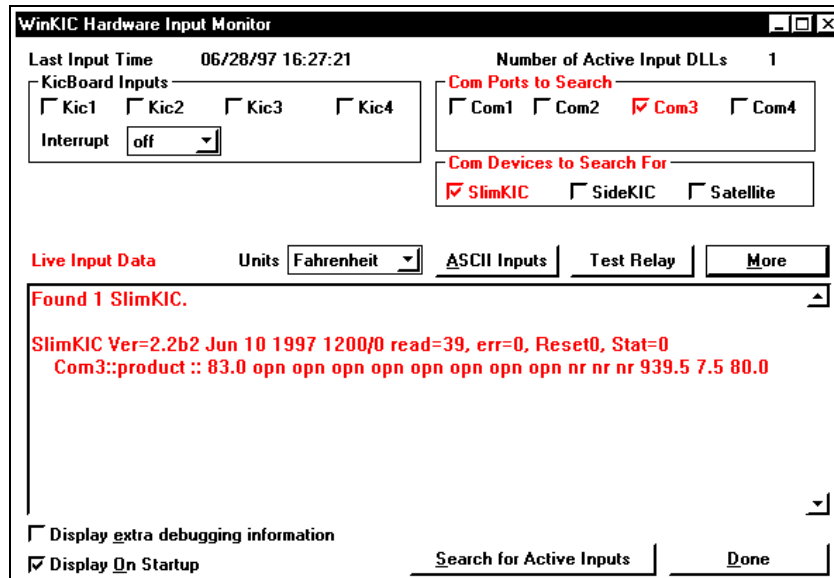 WinKIC Hardware Input Monitor
Last Input Time 06/28/97 16:27:21 Number of Active Input DLLs 1
KicBoard Inputs
Kic1 Kic2 Kic3 Kic4
Interrupt off
Com Ports to Search
Com1 Com2 Com3 Com4
Com Devices to Search For
SlimKIC SideKIC Satellite
Live Input Data Units Fahrenheit ASCII Inputs Test Relay More
Found 1 SlimKIC.
SlimKIC Ver=2.2b2 Jun 10 1997 1200/0 read=39, err=0, Reset0, Stat=0
Com3::product :: 83.0 opn opn opn opn opn opn opn opn nr nr nr 939.5 7.5 80.0
Display extra debugging information
Display On Startup
Search for Active Inputs Done